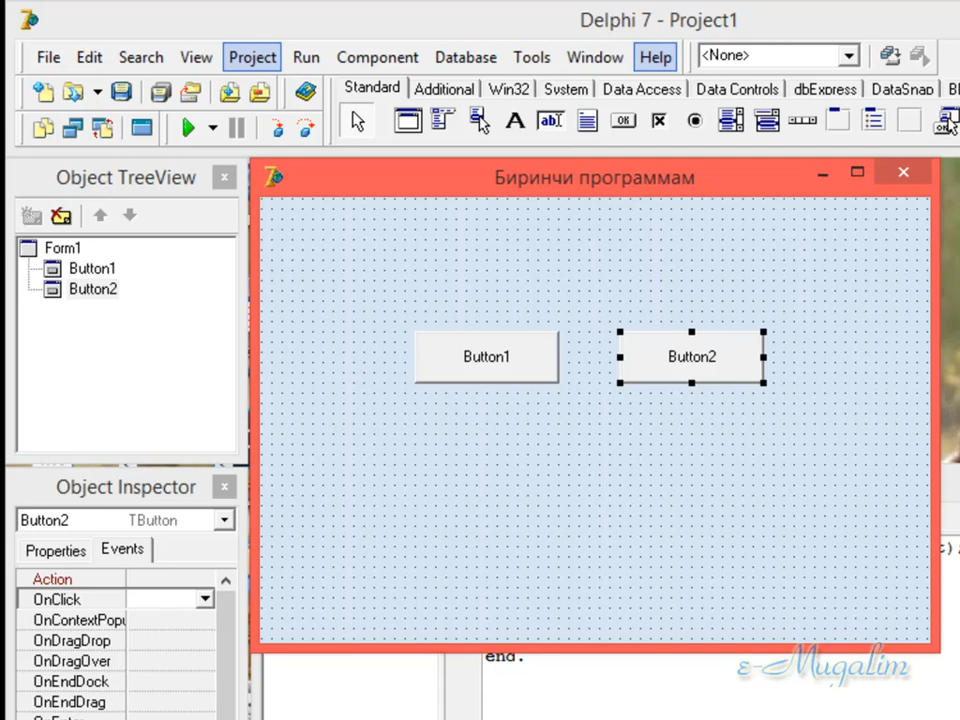 Delphi 7 - Project1
File Edit Search View Project Run Component Database Tools Window Help <None>
Standard Additional Win32 System Data Access Data Controls dbExpress DataSnap
Object TreeView
Form1
Button1
Button2
Биринчи программам
Button1
Button2
Object Inspector
Button2 TButton
Properties Events
Action
OnClick
OnContextPopu
OnDragDrop
OnDragOver
OnEndDock
OnEndDrag
end.
ε-Muqalim